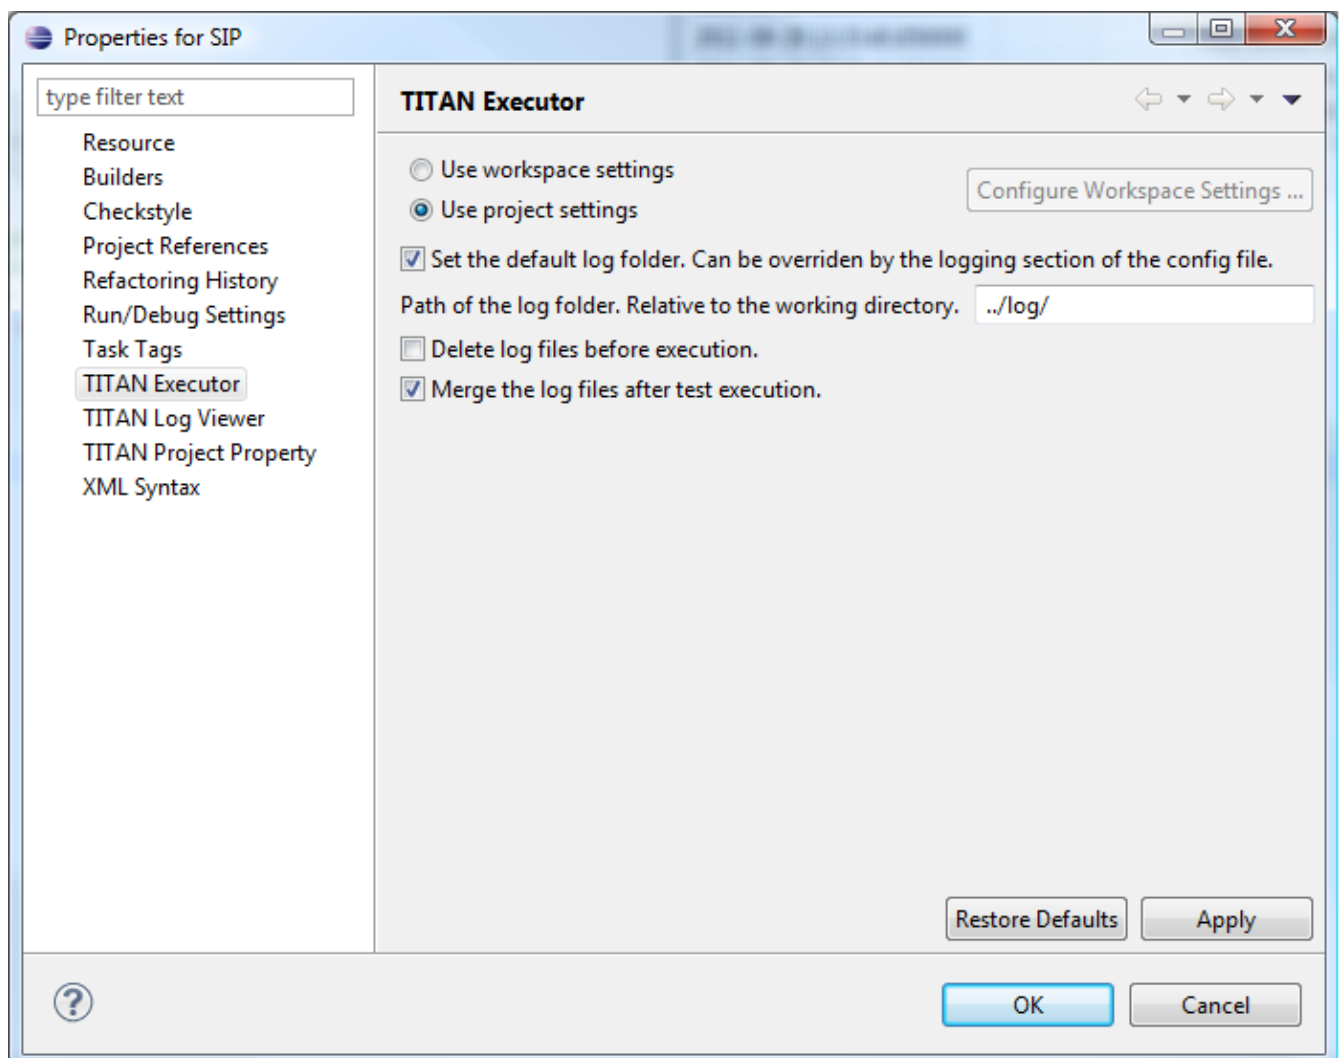 Properties for SIP
type filter text
Resource
Builders
Checkstyle
Project References
Refactoring History
Run/Debug Settings
Task Tags
TITAN Executor
TITAN Log Viewer
TITAN Project Property
XML Syntax
TITAN Executor
Use workspace settings
Configure Workspace Settings ...
Use project settings
Set the default log folder. Can be overriden by the logging section of the config file.
Path of the log folder. Relative to the working directory. ../log/
Delete log files before execution.
Merge the log files after test execution.
Restore Defaults Apply
? OK Cancel